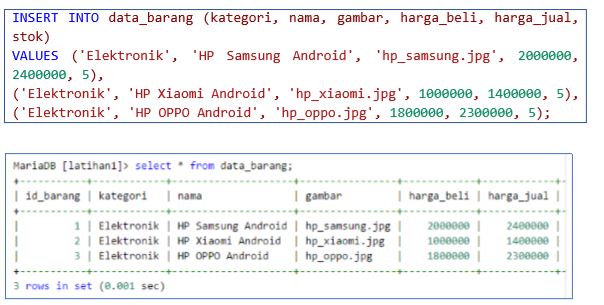 INSERT INTO data_barang (kategori, nama, gambar, harga_beli, harga_jual,
stok)
VALUES ('Elektronik', 'HP Samsung Android', 'hp_samsung.jpg', 2000000,
2400000, 5),
('Elektronik', 'HP Xiaomi Android', 'hp_xiaomi.jpg', 1000000, 1400000, 5),
('Elektronik', 'HP OPPO Android', 'hp_oppo.jpg', 1800000, 2300000, 5);
MariaDB [latihan1]> select * from data_barang;
| id_barang | kategori | nama | gambar | harga_beli | harga_jual |
| 1 | Elektronik | HP Samsung Android | hp_samsung.jpg | 2000000 | 2400000 |
| 2 | Elektronik | HP Xiaomi Android | hp_xiaomi.jpg | 1000000 | 1400000 |
| 3 | Elektronik | HP OPPO Android | hp_oppo.jpg | 1800000 | 2300000 |
3 rows in set (0.001 sec)